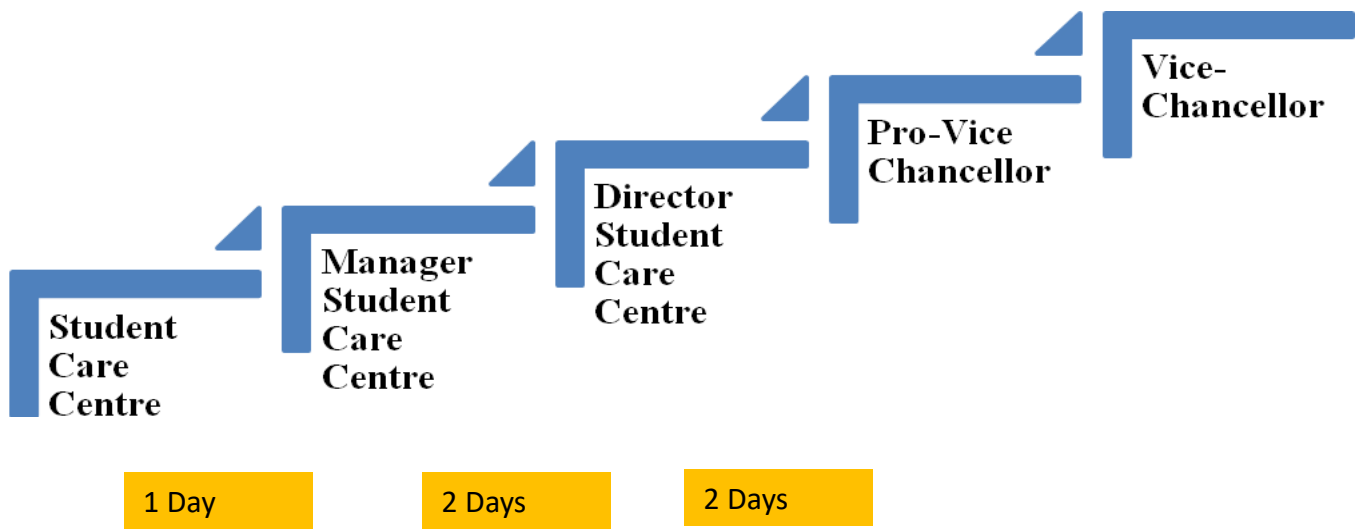 Student
Care
Centre
Manager
Student
Care
Centre
Director
Student
Care
Centre
Pro-Vice
Chancellor
Vice-
Chancellor
1 Day
2 Days
2 Days